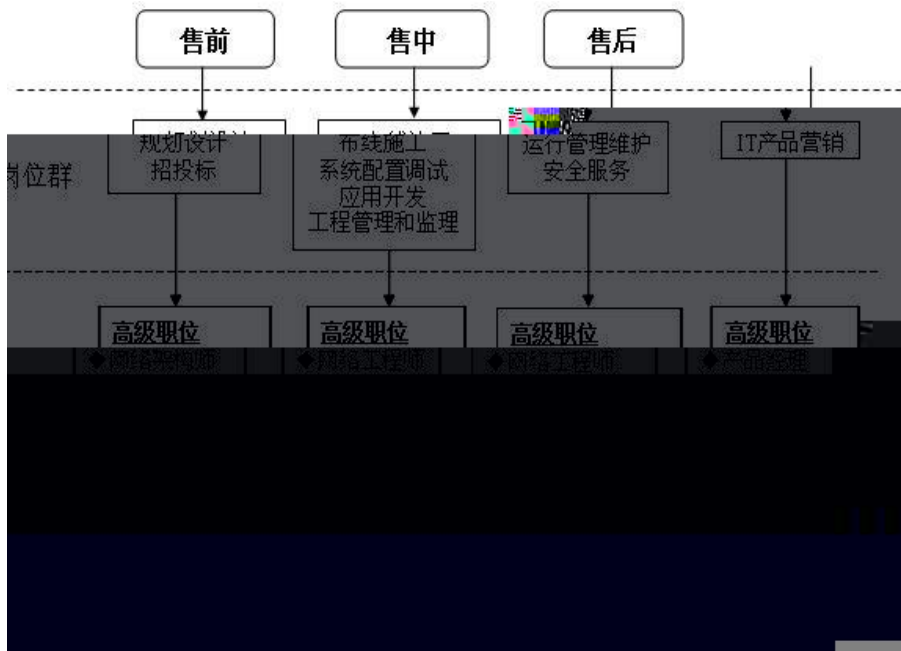 售前
售中
售后
规划设计
招投标
布线施工
系统配置调试
应用开发
工程管理和监理
运行管理维护
安全服务
IT产品营销
岗位群
高级职位
◆网络架构师
高级职位
◆网络工程师
高级职位
◆网络工程师
高级职位
◆产品经理